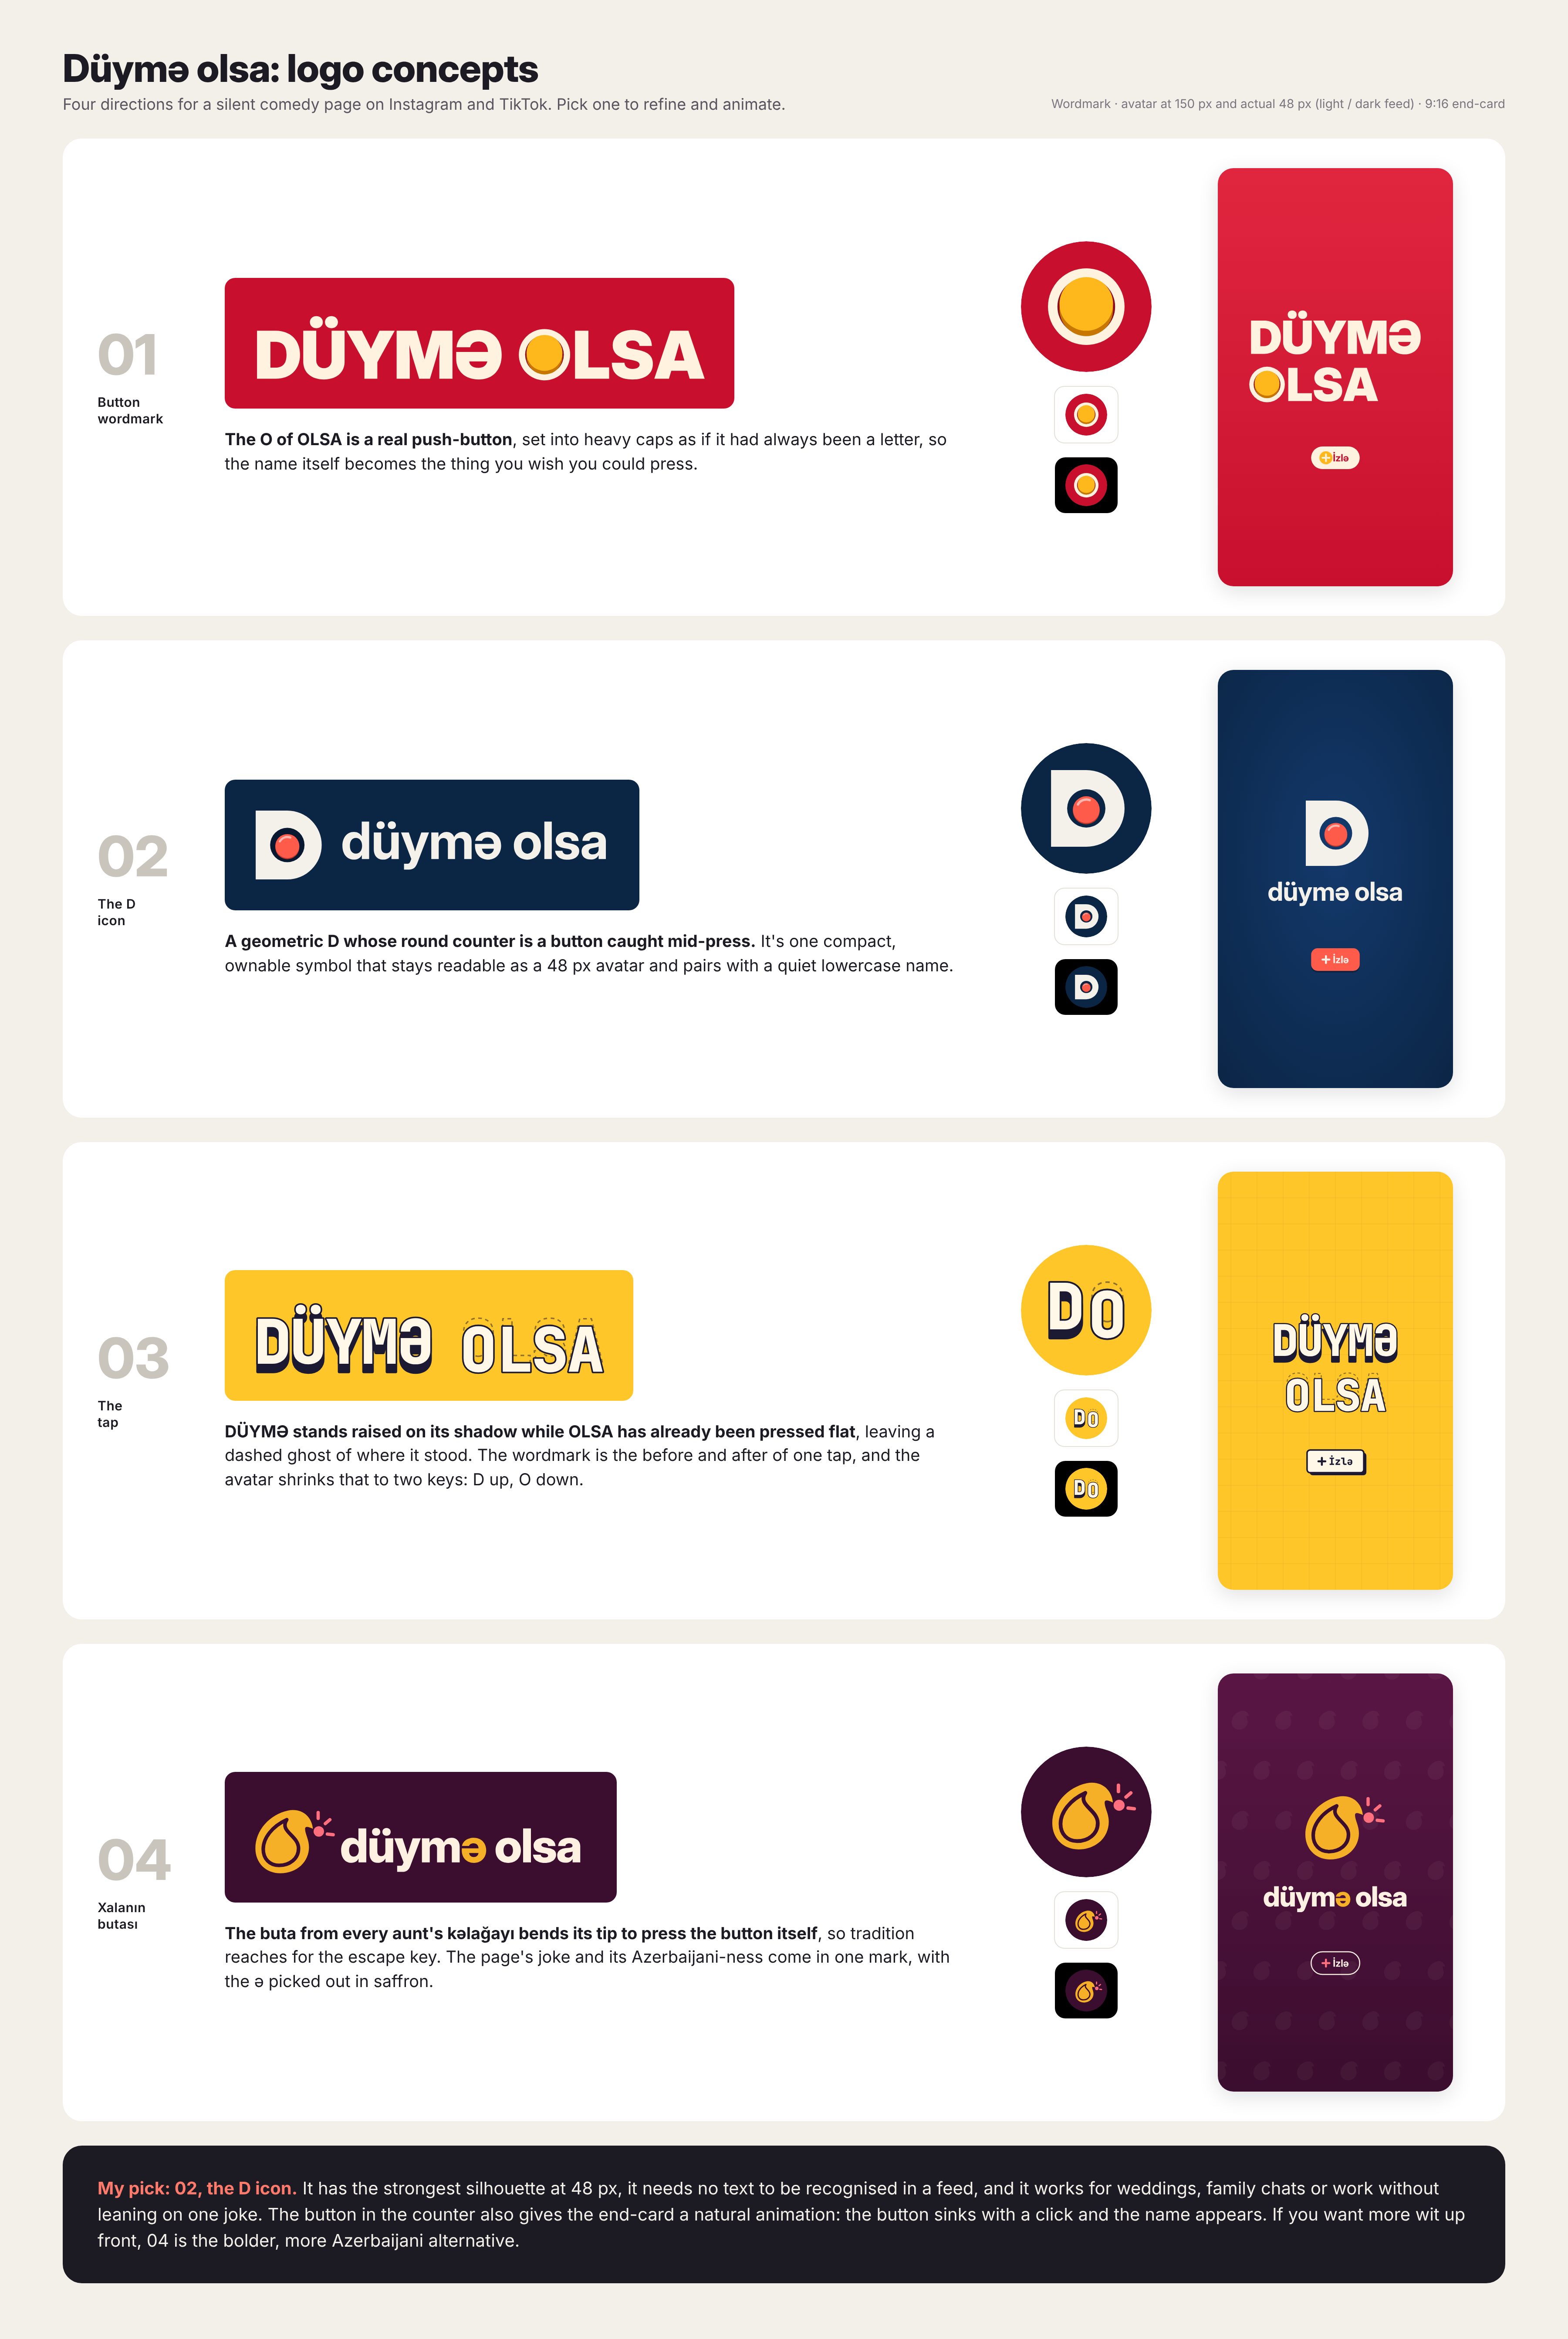 Düymə olsa: logo concepts
Four directions for a silent comedy page on Instagram and TikTok. Pick one to refine and animate.
Wordmark · avatar at 150 px and actual 48 px (light / dark feed) · 9:16 end-card
01
Button
wordmark
DÜYMƏ OLSA
The O of OLSA is a real push-button, set into heavy caps as if it had always been a letter, so
the name itself becomes the thing you wish you could press.
DÜYMƏ
OLSA
+ İzlə
02
The D
icon
D düymə olsa
A geometric D whose round counter is a button caught mid-press. It's one compact,
ownable symbol that stays readable as a 48 px avatar and pairs with a quiet lowercase name.
D
D
D
D
düymə olsa
+ İzlə
03
The
tap
DÜYMƏ OLSA
DÜYMƏ stands raised on its shadow while OLSA has already been pressed flat, leaving a
dashed ghost of where it stood. The wordmark is the before and after of one tap, and the
avatar shrinks that to two keys: D up, O down.
DO
DO
DO
DÜYMƏ
OLSA
+ İzlə
04
Xalanın
butası
düymə olsa
The buta from every aunt's kəlağayı bends its tip to press the button itself, so tradition
reaches for the escape key. The page's joke and its Azerbaijani-ness come in one mark, with
the ə picked out in saffron.
düymə olsa
+ İzlə
My pick: 02, the D icon. It has the strongest silhouette at 48 px, it needs no text to be recognised in a feed, and it works for weddings, family chats or work without
leaning on one joke. The button in the counter also gives the end-card a natural animation: the button sinks with a click and the name appears. If you want more wit up
front, 04 is the bolder, more Azerbaijani alternative.